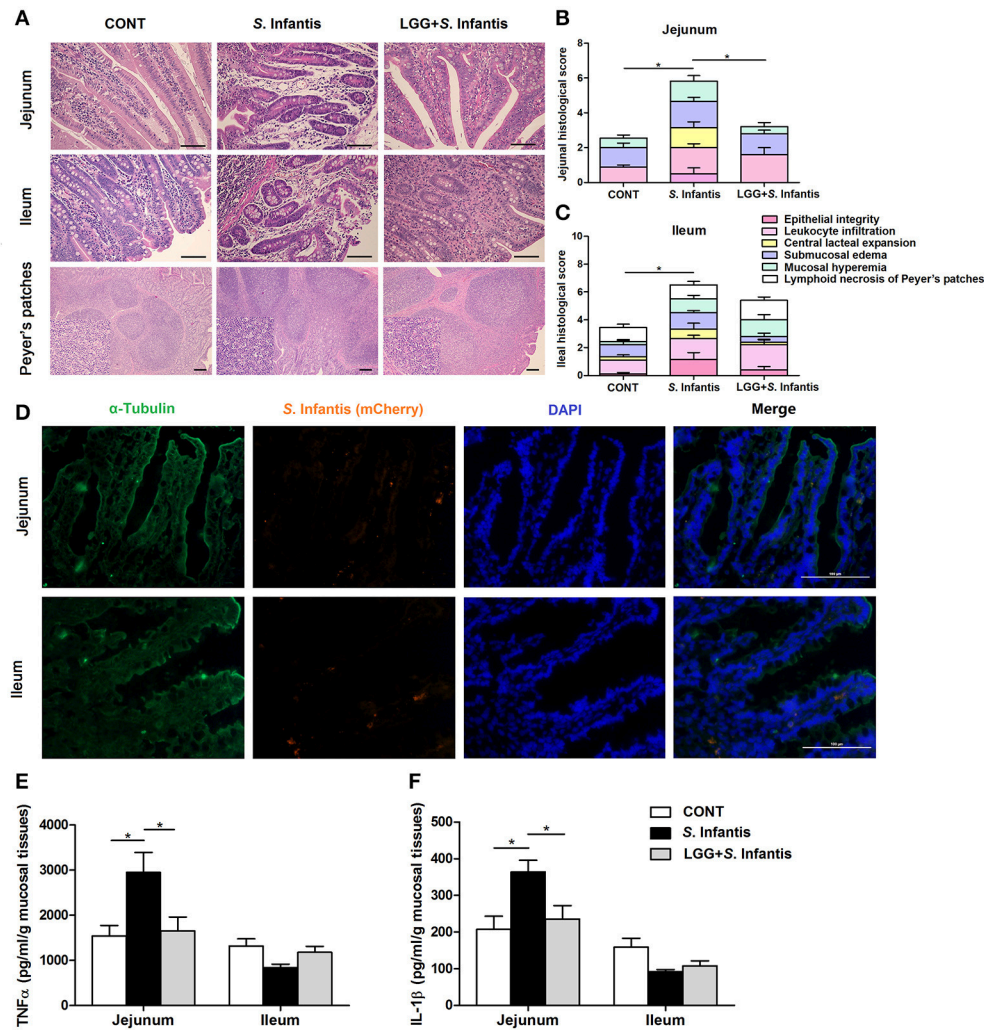 A
CONT
S. Infantis
LGG+S. Infantis
Jejunum
Ileum
Peyer's patches
B
Jejunum
Jejunal histological score
8
6
4
2
0
*
*
CONT
S. Infantis
LGG+S. Infantis
C
Ileum
Ileal histological score
10
8
6
4
2
0
*
CONT
S. Infantis
LGG+S. Infantis
Epithelial integrity
Leukocyte infiltration
Central lacteal expansion
Submucosal edema
Mucosal hyperemia
Lymphoid necrosis of Peyer's patches
D
α-Tubulin
S. Infantis (mCherry)
DAPI
Merge
Jejunum
Ileum
E
TNFα (pg/ml/g mucosal tissues)
4000
3000
2000
1000
0
*
*
Jejunum
Ileum
F
IL-1β (pg/ml/g mucosal tissues)
500
400
300
200
100
0
*
*
Jejunum
Ileum
CONT
S. Infantis
LGG+S. Infantis